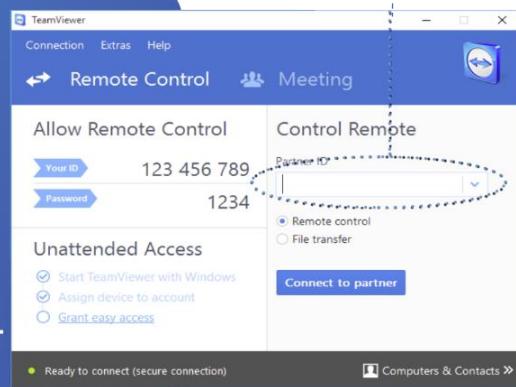 TeamViewer
Connection Extras Help
Remote Control Meeting
Allow Remote Control
Your ID 123 456 789
Password 1234
Unattended Access
Start TeamViewer with Windows
Assign device to account
Grant easy access
Control Remote
Partner ID
Remote control
File transfer
Connect to partner
Ready to connect (secure connection)
Computers & Contacts